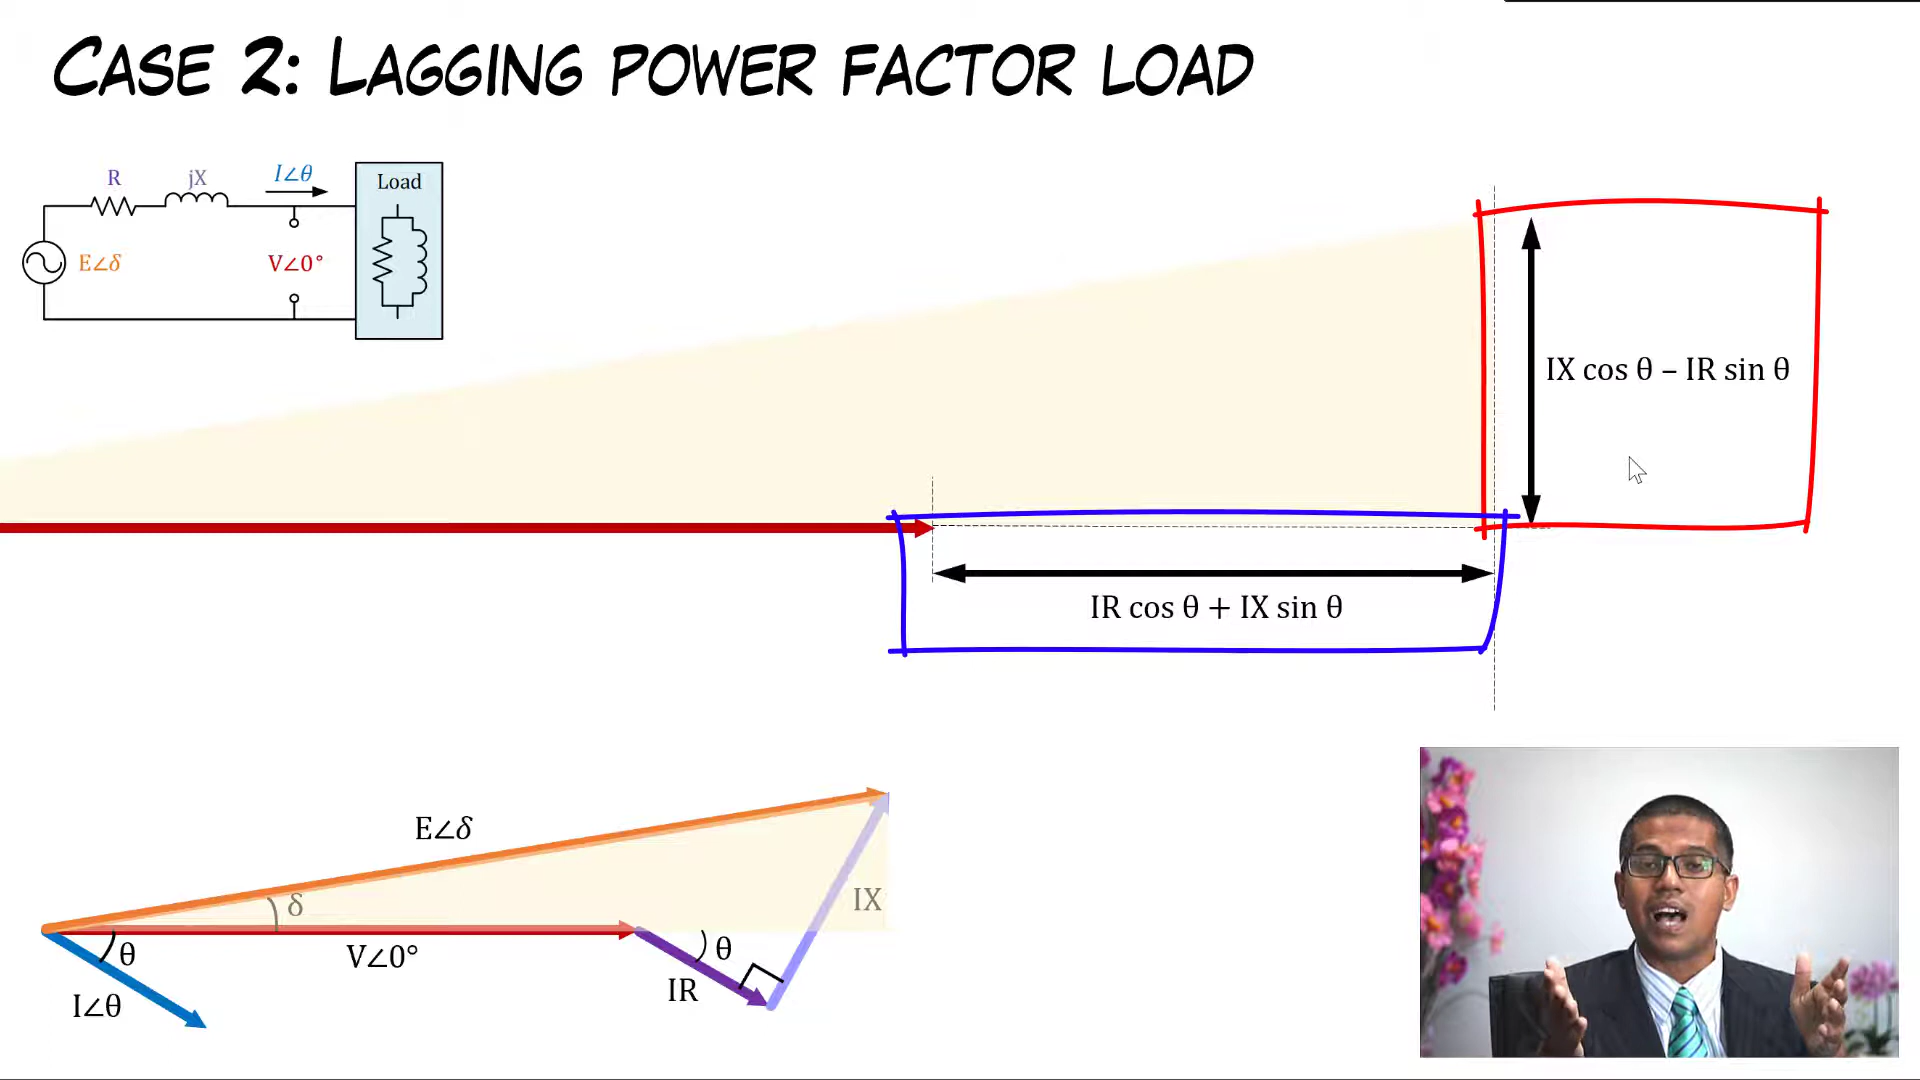 CASE 2: LAGGING POWER FACTOR LOAD
R
jX
I∠θ
Load
E∠δ
V∠0°
IX cos θ – IR sin θ
IR cos θ + IX sin θ
E∠δ
δ
IX
θ
V∠0°
θ
IR
I∠θ